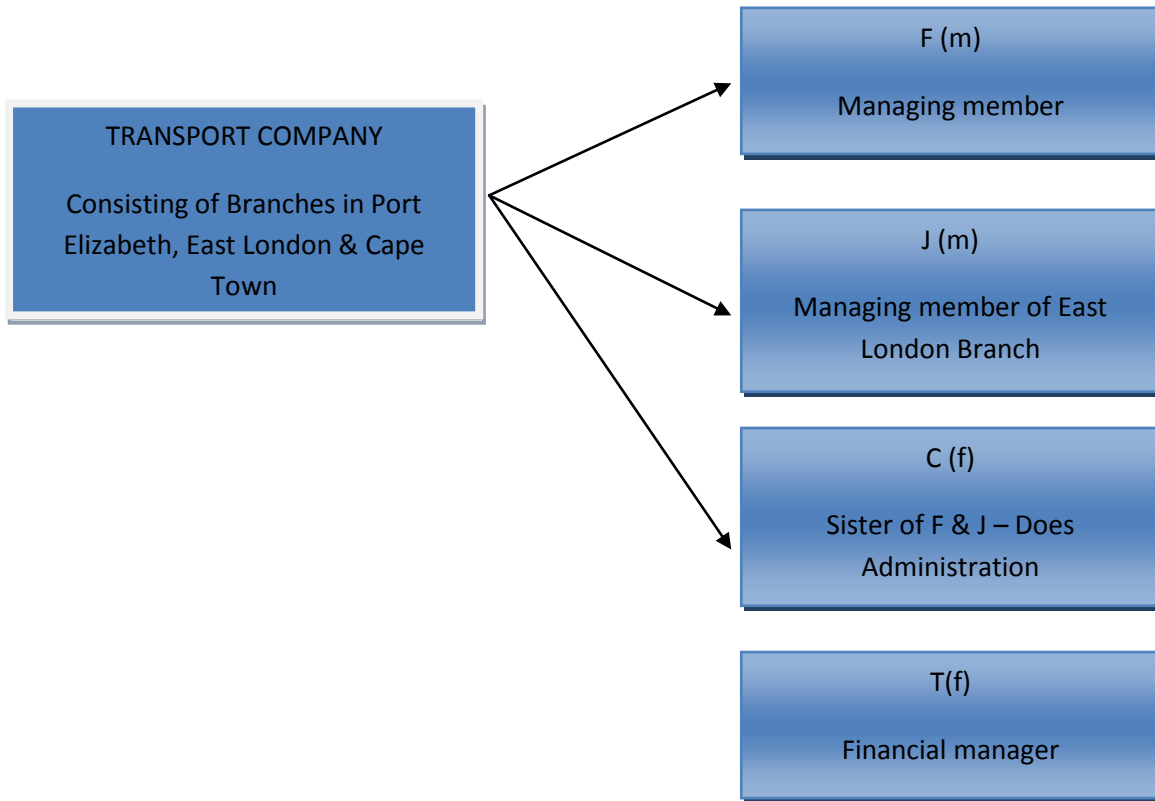 TRANSPORT COMPANY
Consisting of Branches in Port
Elizabeth, East London & Cape
Town
F (m)
Managing member
J (m)
Managing member of East
London Branch
C (f)
Sister of F & J – Does
Administration
T(f)
Financial manager